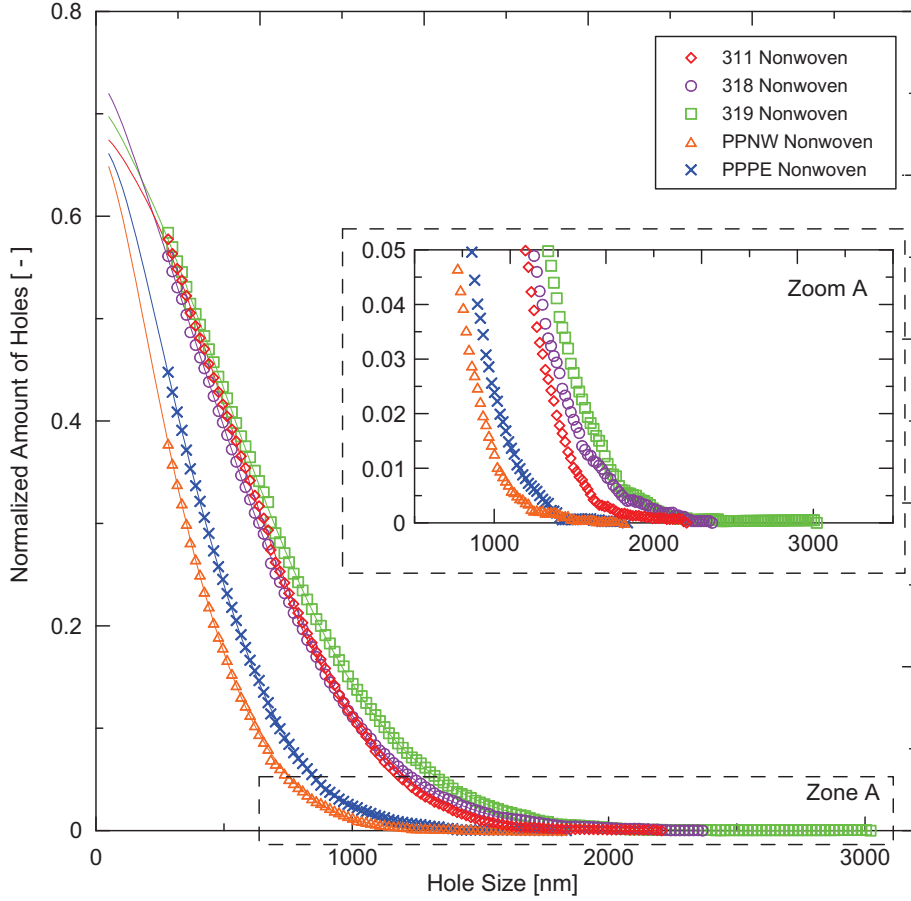 0.8
0.6
0.4
0.2
0
Normalized Amount of Holes [ - ]
311 Nonwoven
318 Nonwoven
319 Nonwoven
PPNW Nonwoven
PPPE Nonwoven
0.05
0.04
0.03
0.02
0.01
0
Zoom A
1000
2000
3000
Zone A
0
1000
2000
3000
Hole Size [nm]